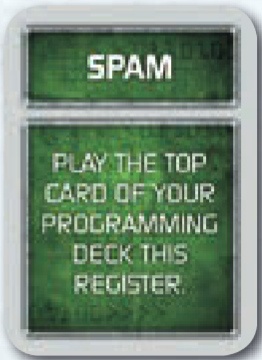 SPAM
PLAY THE TOP
CARD OF YOUR
PROGRAMMING
DECK THIS
REGISTER.